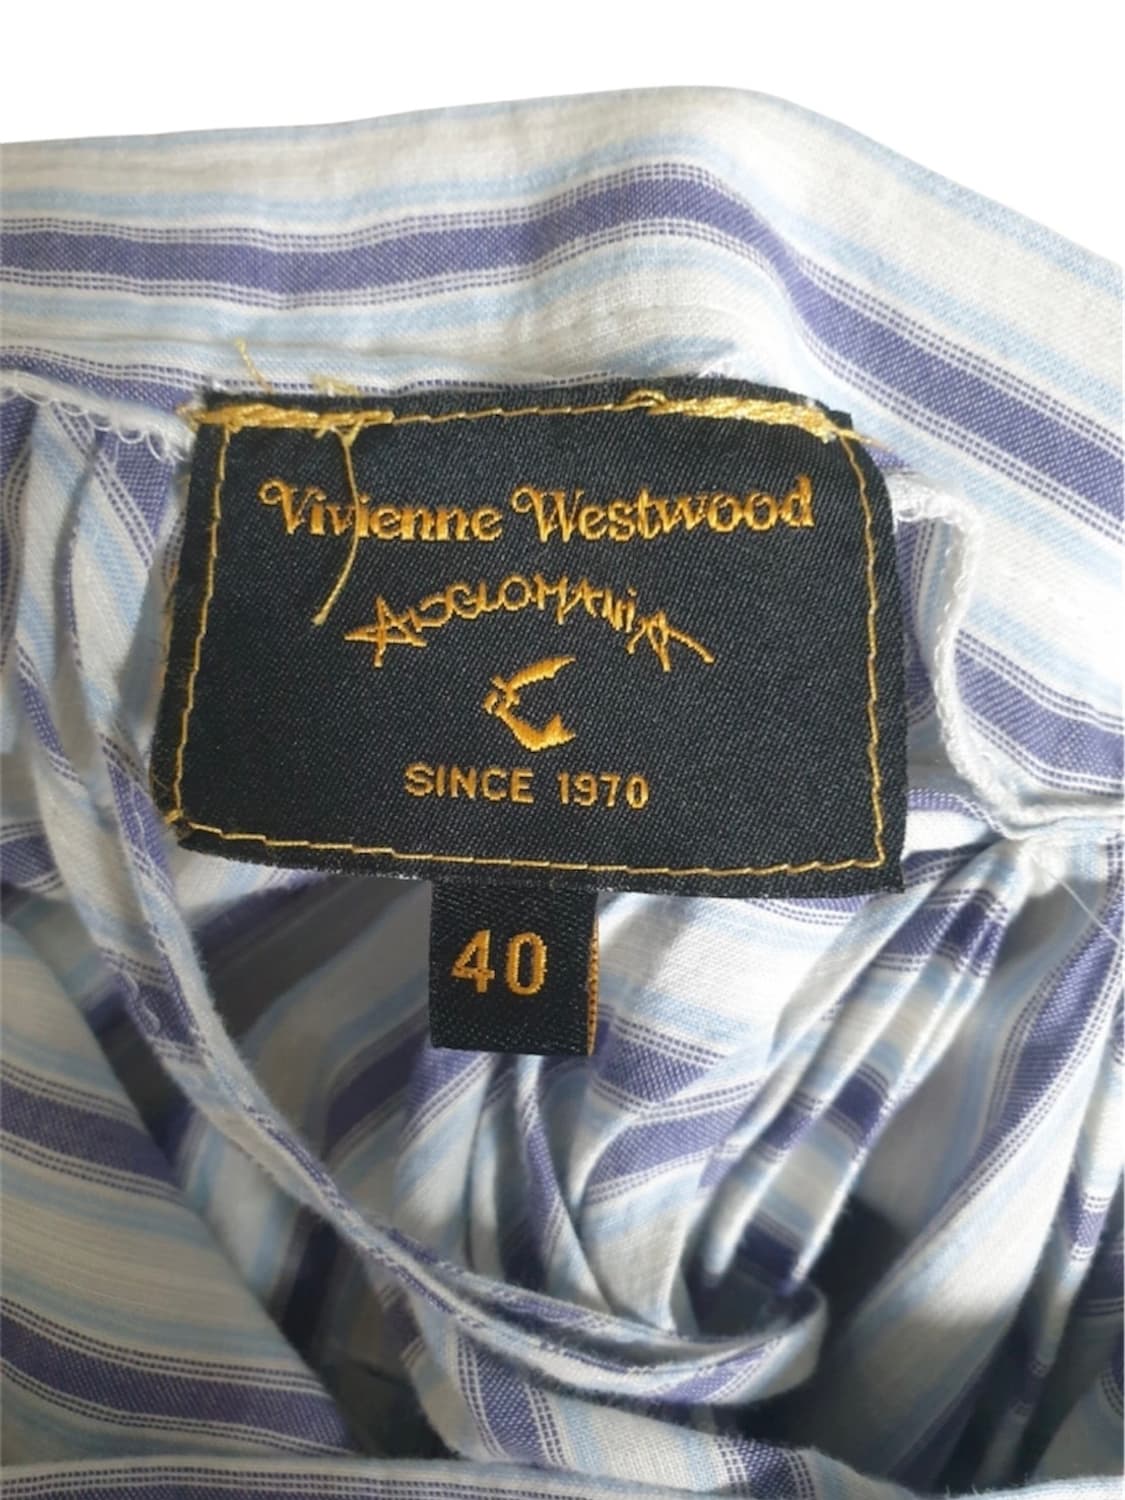 Vivienne Westwood
ANGLOMANIA
SINCE 1970
40